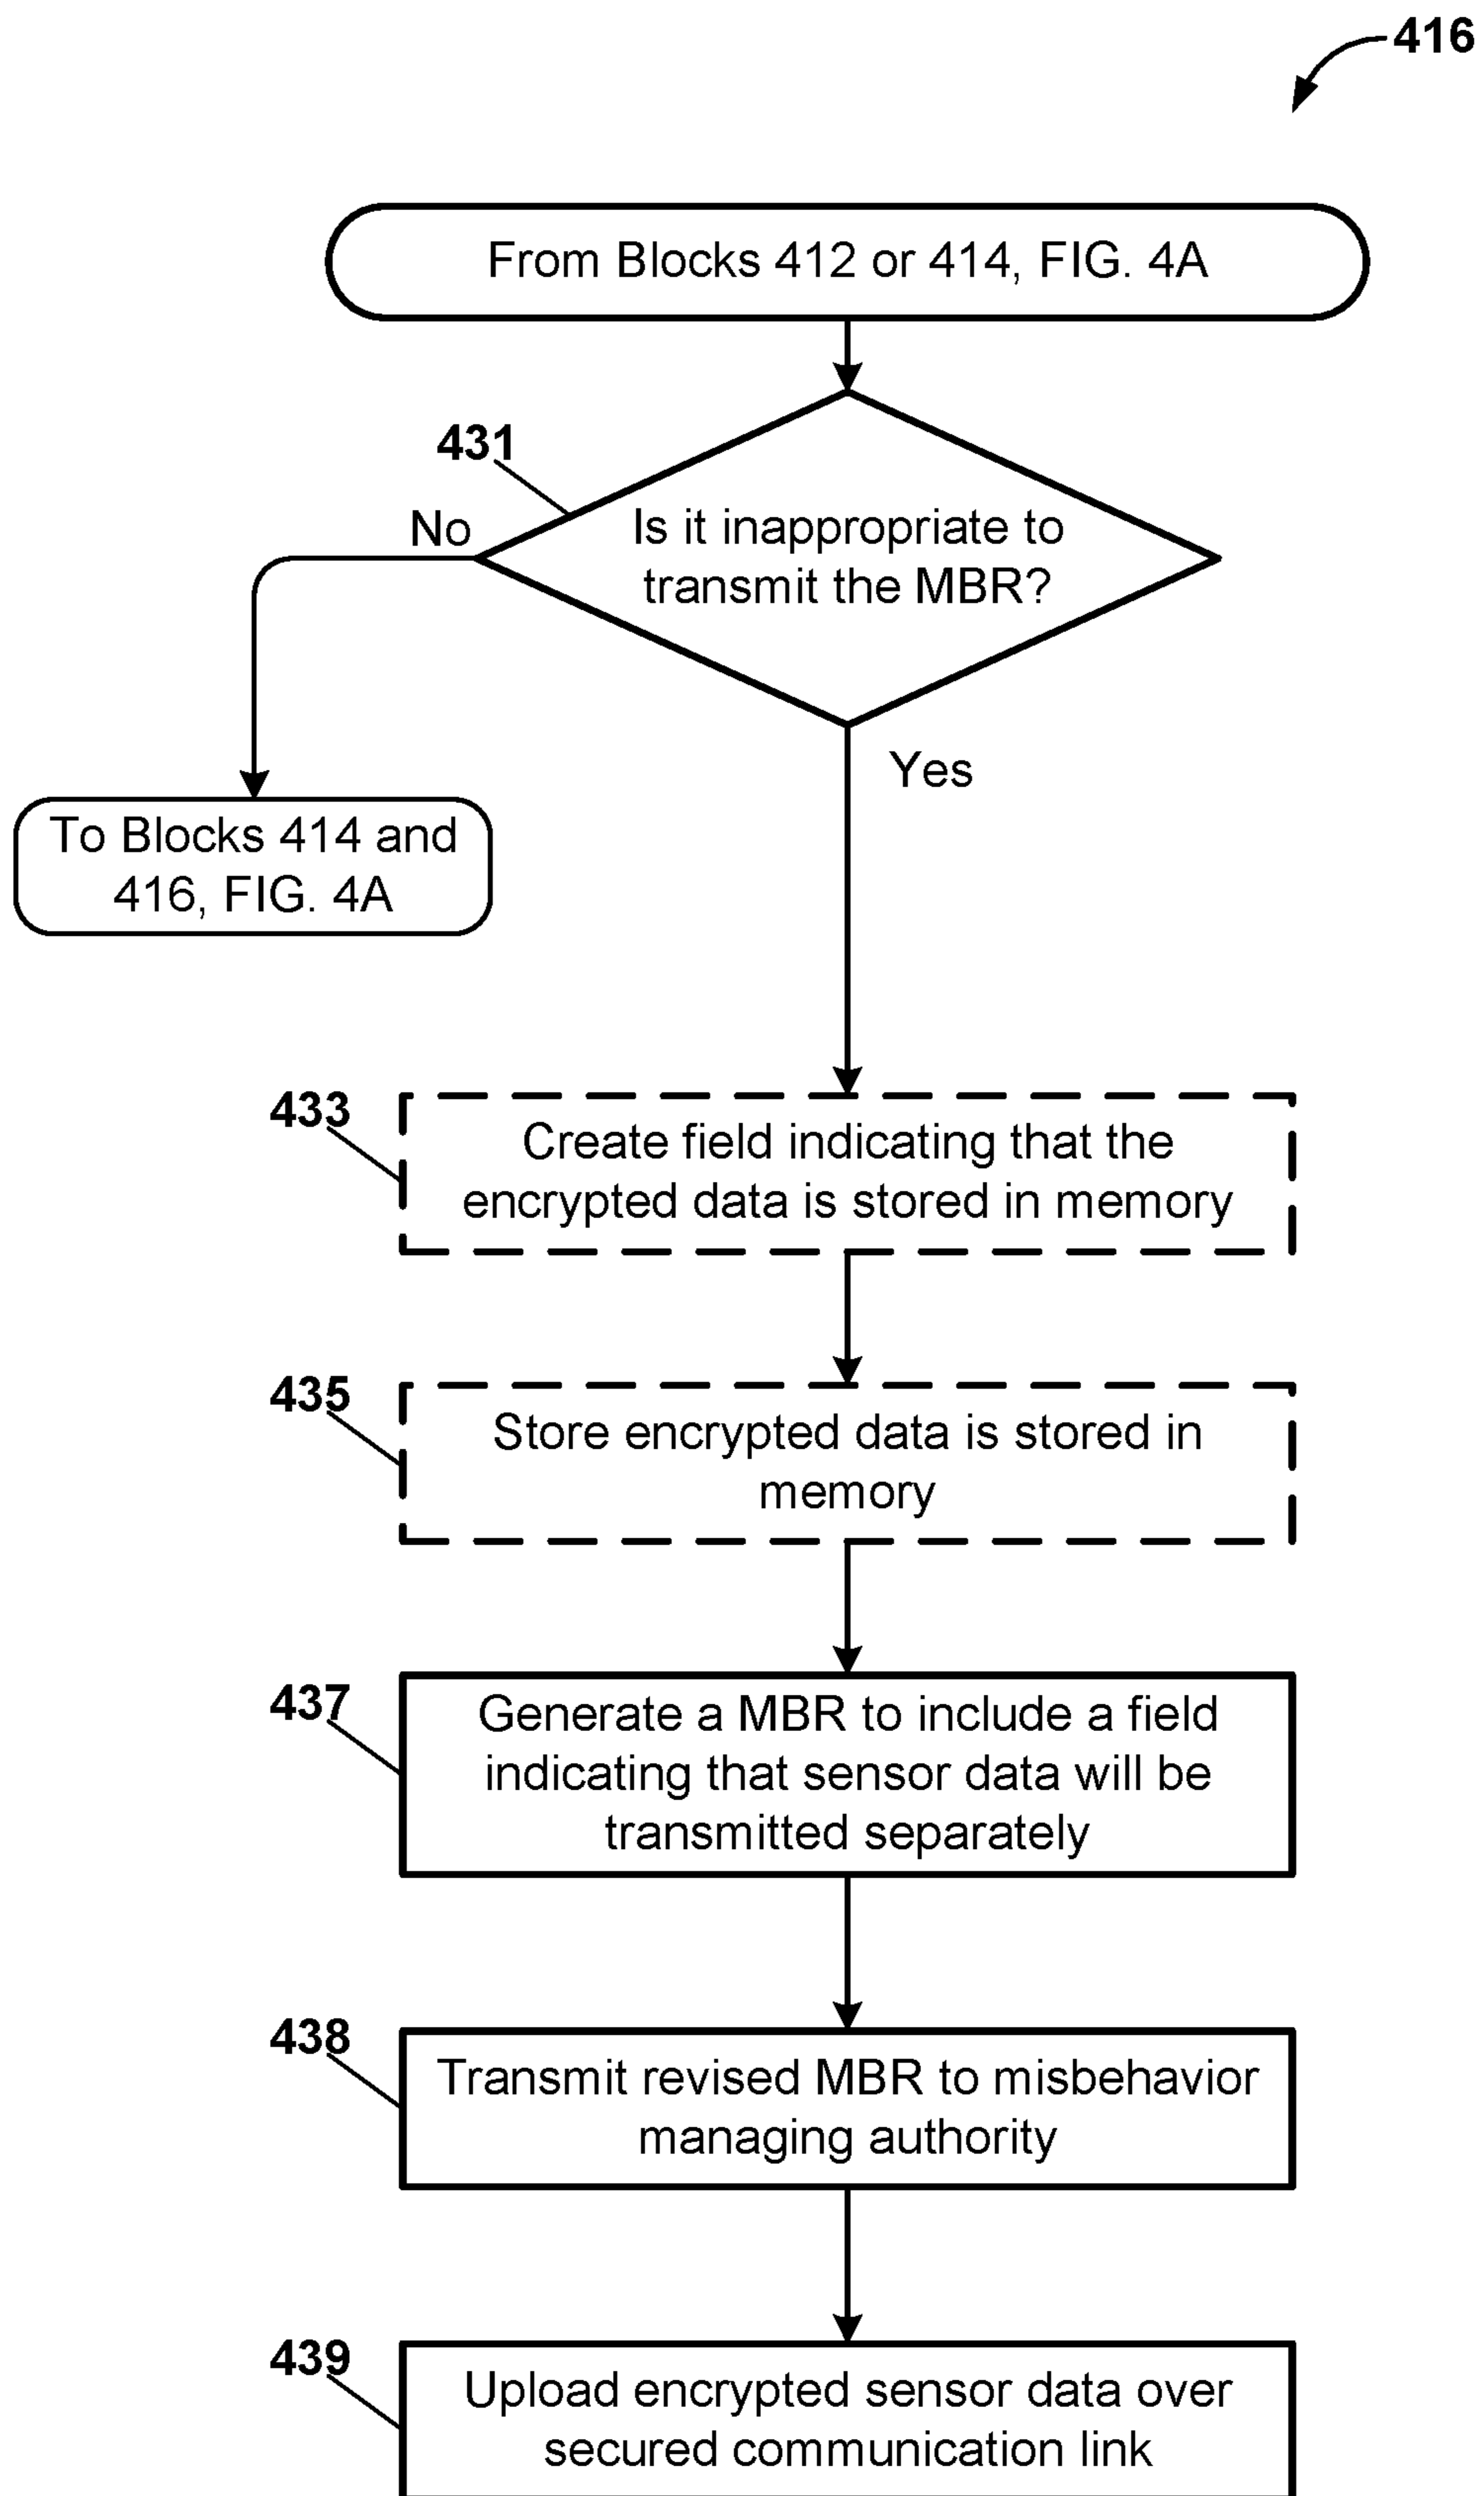 416
From Blocks 412 or 414, FIG. 4A
431
No
Is it inappropriate to
transmit the MBR?
Yes
To Blocks 414 and
416, FIG. 4A
433
Create field indicating that the
encrypted data is stored in memory
435
Store encrypted data is stored in
memory
437
Generate a MBR to include a field
indicating that sensor data will be
transmitted separately
438
Transmit revised MBR to misbehavior
managing authority
439
Upload encrypted sensor data over
secured communication link